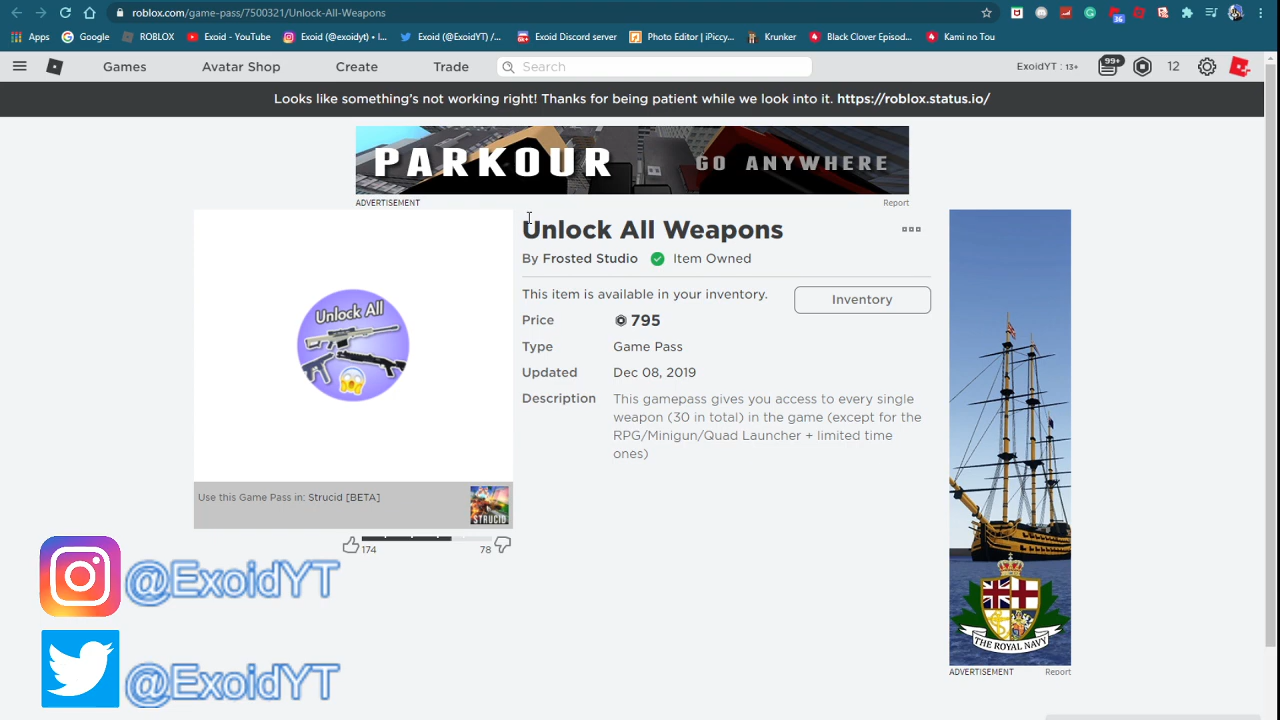 roblox.com/game-pass/7500321/Unlock-All-Weapons
36
Apps Google ROBLOX Exoid - YouTube Exoid (@exoidyt) • I... Exoid (@ExoidYT) /... Exoid Discord server Photo Editor | iPiccy... Krunker Black Clover Episod... Kami no Tou
Games Avatar Shop Create Trade Search ExoidYT : 13+ 99+ 12
Looks like something's not working right! Thanks for being patient while we look into it. https://roblox.status.io/
PARKOUR GO ANYWHERE
ADVERTISEMENT Report
Unlock All Weapons
By Frosted Studio Item Owned
This item is available in your inventory. Inventory
Price 795
Type Game Pass
Updated Dec 08, 2019
Description This gamepass gives you access to every single
weapon (30 in total) in the game (except for the
RPG/Minigun/Quad Launcher + limited time
ones)
Unlock All
Use this Game Pass in: Strucid [BETA]
STRUCID
174 78
THE ROYAL NAVY
ADVERTISEMENT Report
@ExoidYT
@ExoidYT